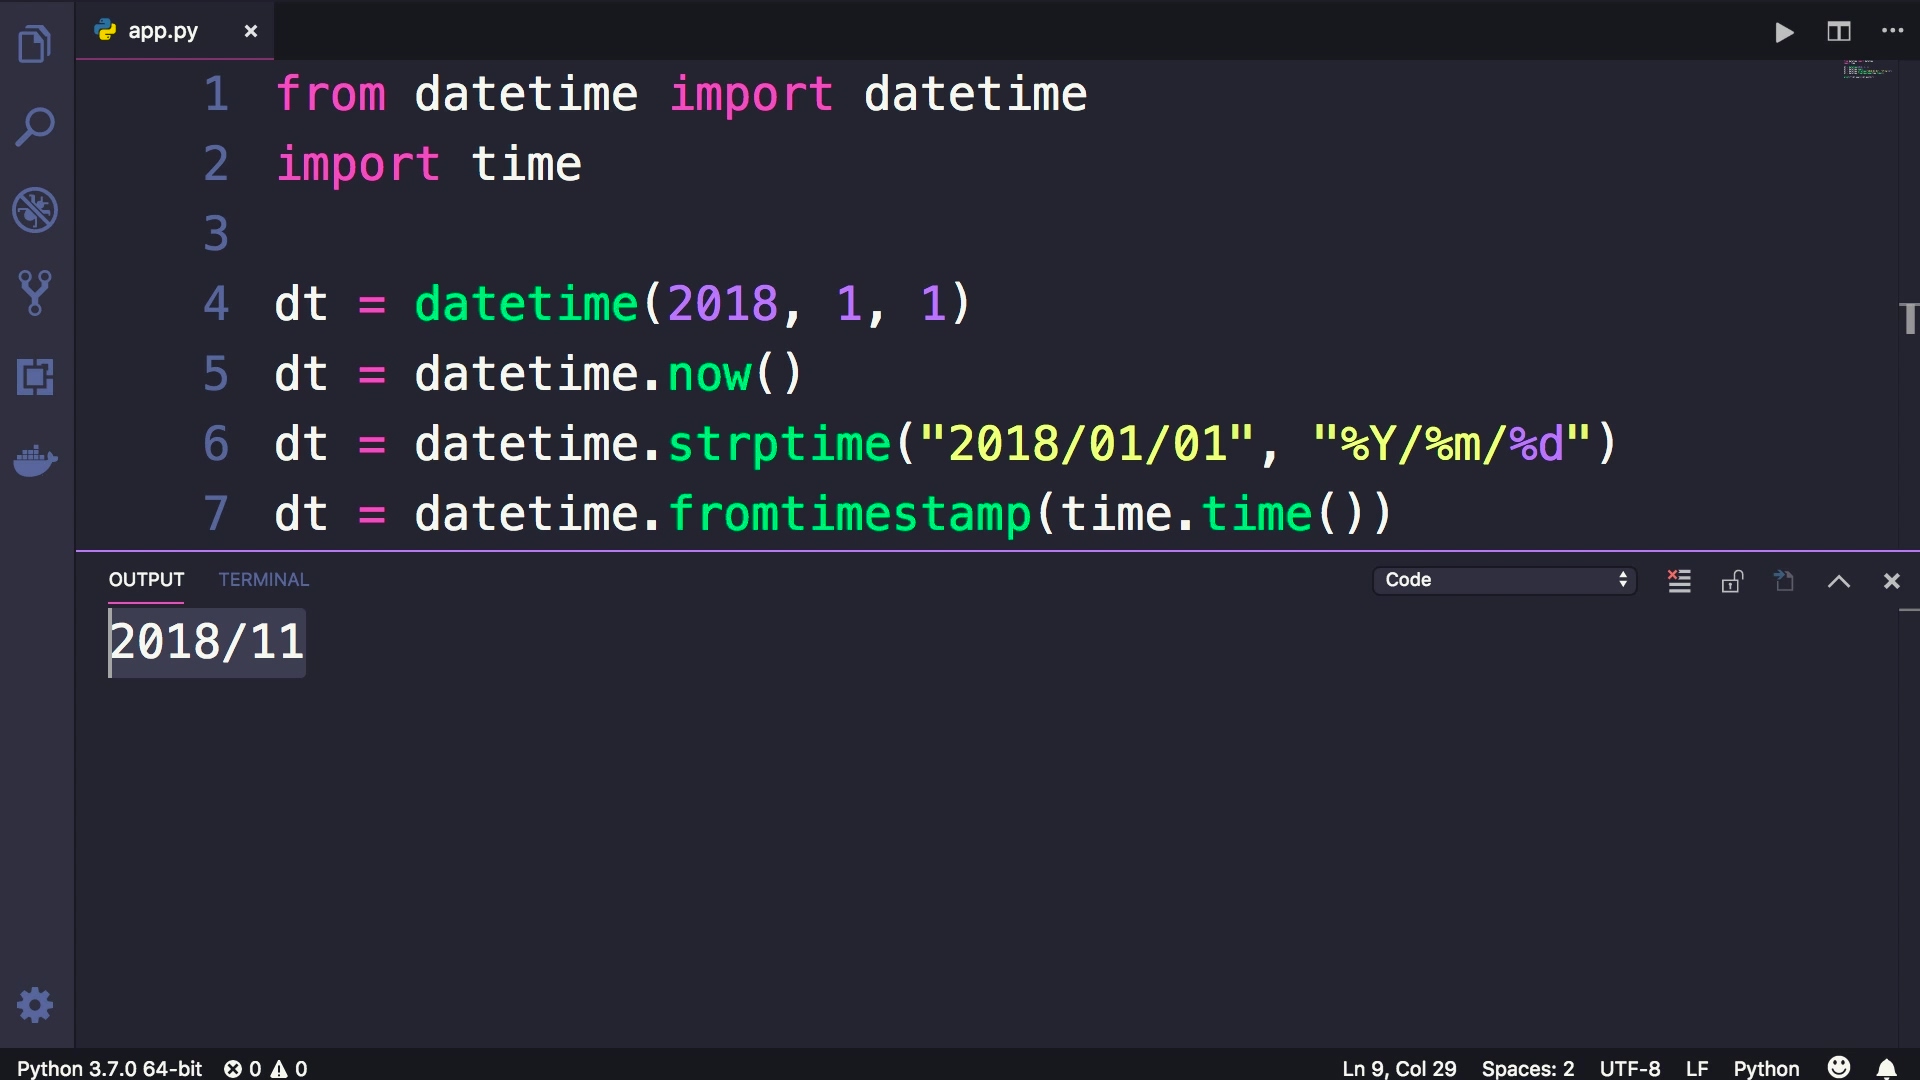 app.py ×
1 from datetime import datetime
2 import time
3
4 dt = datetime(2018, 1, 1)
5 dt = datetime.now()
6 dt = datetime.strptime("2018/01/01", "%Y/%m/%d")
7 dt = datetime.fromtimestamp(time.time())
OUTPUT TERMINAL Code
2018/11
Python 3.7.0 64-bit 0 0 Ln 9, Col 29 Spaces: 2 UTF-8 LF Python